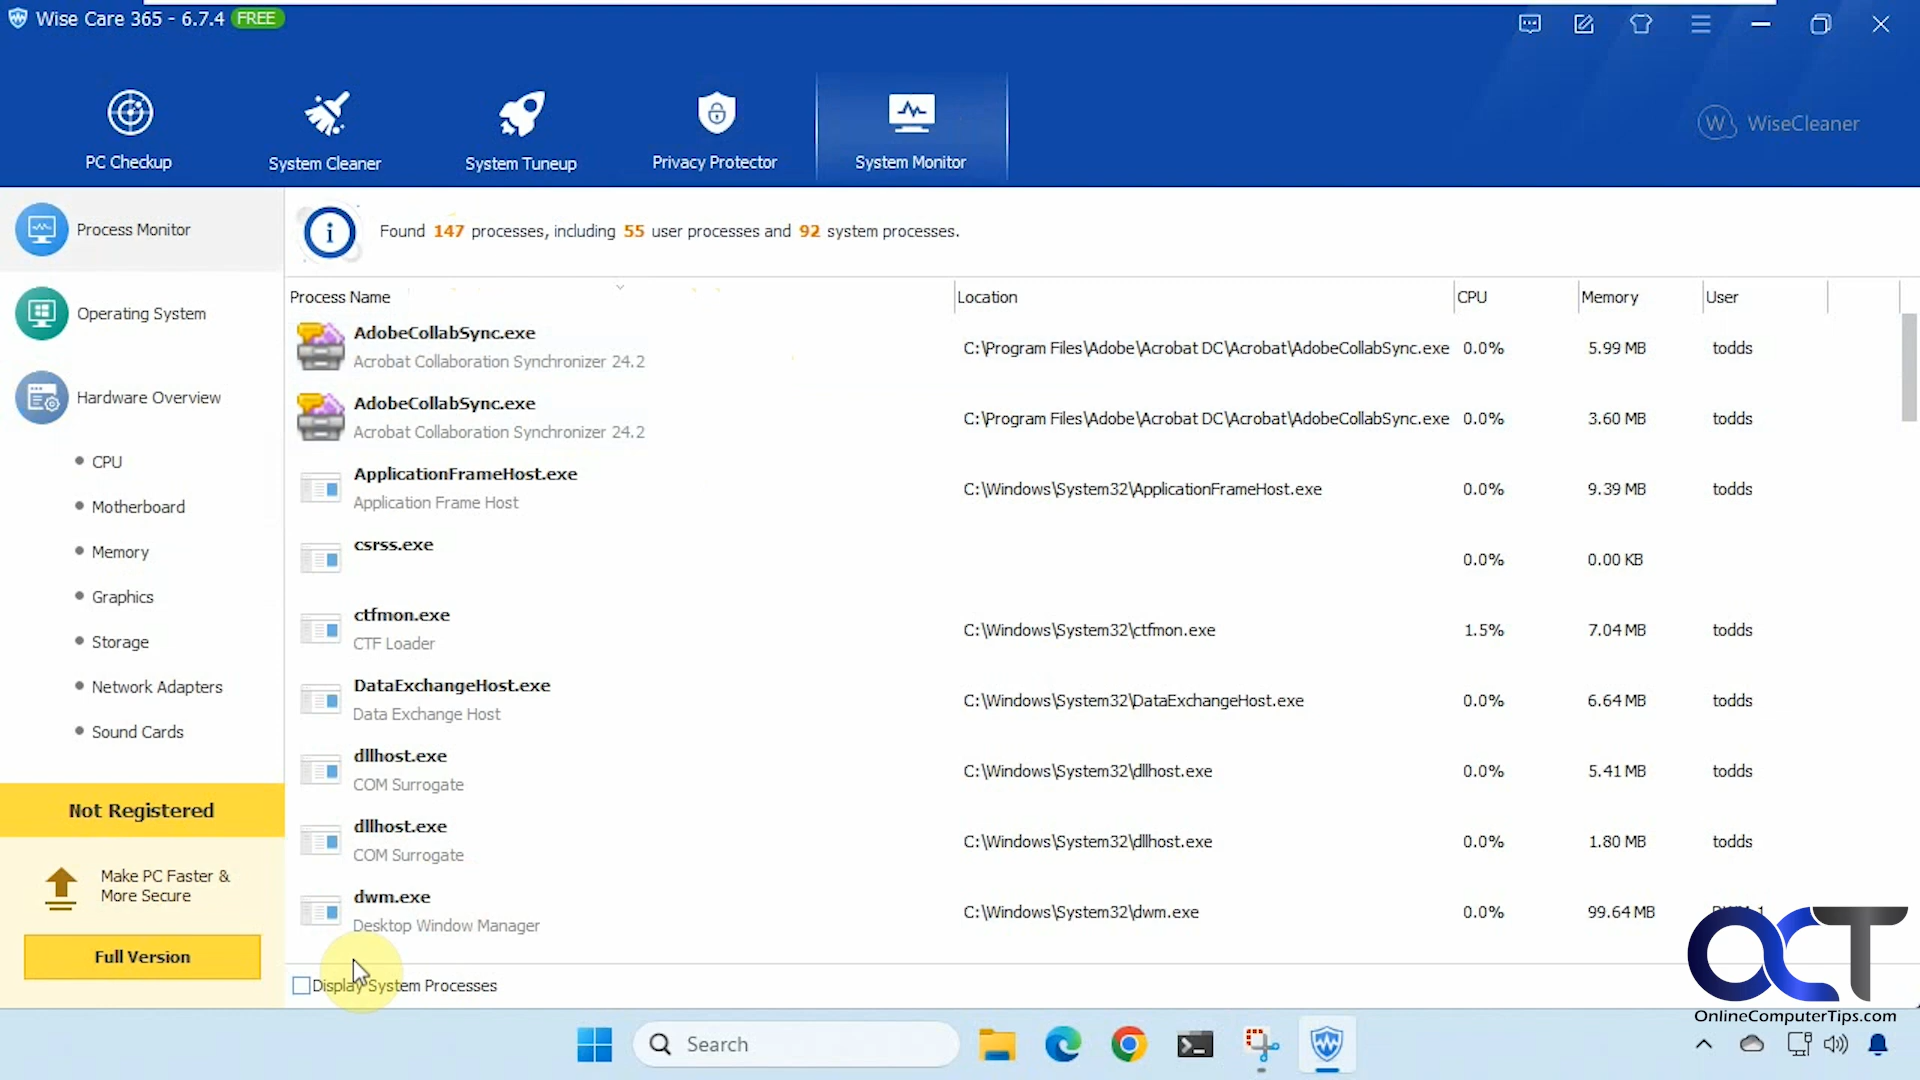 Wise Care 365 - 6.7.4 FREE
PC Checkup
System Cleaner
System Tuneup
Privacy Protector
System Monitor
WiseCleaner
Process Monitor
Operating System
Hardware Overview
CPU
Motherboard
Memory
Graphics
Storage
Network Adapters
Sound Cards
Not Registered
Make PC Faster &
More Secure
Full Version
Found 147 processes, including 55 user processes and 92 system processes.
Process Name Location CPU Memory User
AdobeCollabSync.exe
Acrobat Collaboration Synchronizer 24.2
C:\Program Files\Adobe\Acrobat DC\Acrobat\AdobeCollabSync.exe 0.0% 5.99 MB todds
AdobeCollabSync.exe
Acrobat Collaboration Synchronizer 24.2
C:\Program Files\Adobe\Acrobat DC\Acrobat\AdobeCollabSync.exe 0.0% 3.60 MB todds
ApplicationFrameHost.exe
Application Frame Host
C:\Windows\System32\ApplicationFrameHost.exe 0.0% 9.39 MB todds
csrss.exe
0.0% 0.00 KB
ctfmon.exe
CTF Loader
C:\Windows\System32\ctfmon.exe 1.5% 7.04 MB todds
DataExchangeHost.exe
Data Exchange Host
C:\Windows\System32\DataExchangeHost.exe 0.0% 6.64 MB todds
dllhost.exe
COM Surrogate
C:\Windows\System32\dllhost.exe 0.0% 5.41 MB todds
dllhost.exe
COM Surrogate
C:\Windows\System32\dllhost.exe 0.0% 1.80 MB todds
dwm.exe
Desktop Window Manager
C:\Windows\System32\dwm.exe 0.0% 99.64 MB
Display System Processes
OCT
OnlineComputerTips.com
Search